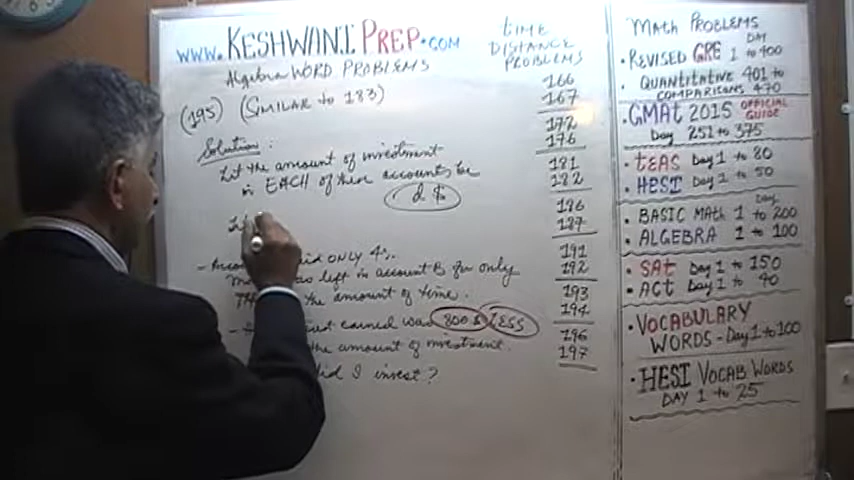 www.KESHWANI PREP.com
Algebra WORD PROBLEMS
(195) (SIMILAR to 183)
Solution:
Let the amount of investment
in EACH of these accounts be
d $
Let
ONLY 4%.
left in account B for only
the amount of time.
earned was 800 $ LESS
the amount of investment.
did I invest?
TIME
DISTANCE
PROBLEMS
166
167
172
176
181
182
186
187
191
192
193
194
196
197
MATH PROBLEMS
DAY
• REVISED GRE 1 to 400
• QUANTITATIVE 401 to
COMPARISONS 470
• GMAt 2015 OFFICIAL GUIDE
Day 251 to 375
• tEAS Day 1 to 80
• HESI Day 1 to 50
Day
• BASIC MAth 1 to 200
• ALGEBRA 1 to 100
• SAt Day 1 to 150
• ACt Day 1 to 40
• VOCABULARY
WORDS - Day 1 to 100
• HESI VOCAB WORDS
DAY 1 to 25